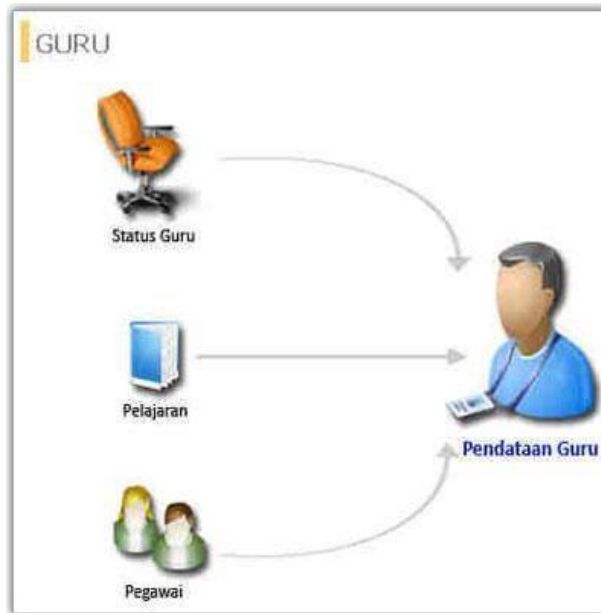 GURU
Status Guru
Pelajaran
Pendataan Guru
Pegawai